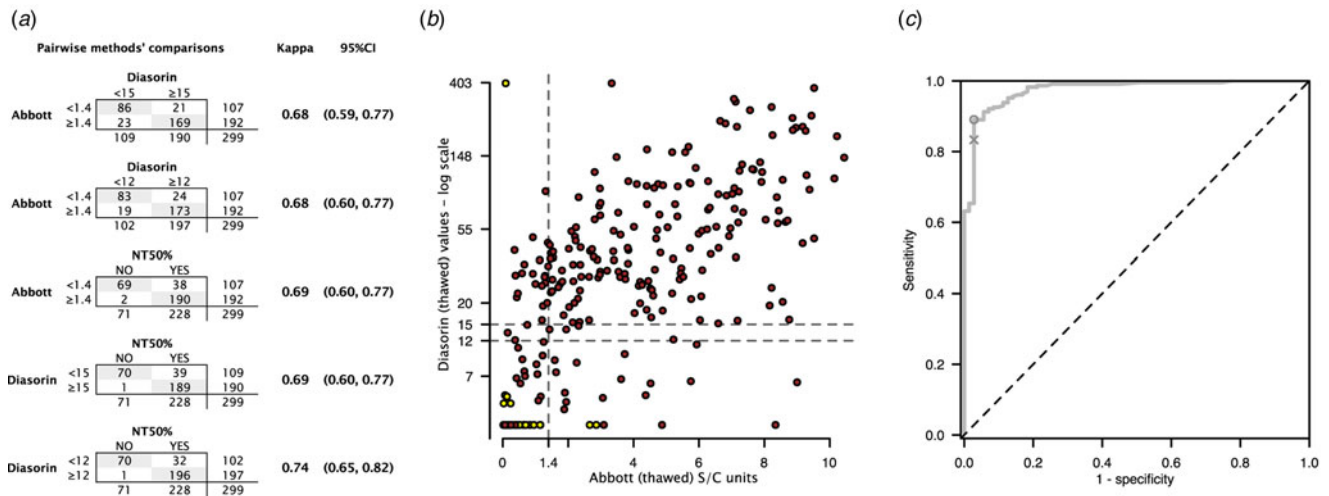 (a)
Pairwise methods' comparisons Kappa 95%CI
Diasorin
<15 ≥15
Abbott <1.4 86 21 107 0.68 (0.59, 0.77)
≥1.4 23 169 192
109 190 299
Diasorin
<12 ≥12
Abbott <1.4 83 24 107 0.68 (0.60, 0.77)
≥1.4 19 173 192
102 197 299
NT50%
NO YES
Abbott <1.4 69 38 107 0.69 (0.60, 0.77)
≥1.4 2 190 192
71 228 299
NT50%
NO YES
Diasorin <15 70 39 109 0.69 (0.60, 0.77)
≥15 1 189 190
71 228 299
NT50%
NO YES
Diasorin <12 70 32 102 0.74 (0.65, 0.82)
≥12 1 196 197
71 228 299
(b)
Diasorin (thawed) values – log scale
403
148
55
20
15
12
7
0 1.4 4 6 8 10
Abbott (thawed) S/C units
(c)
Sensitivity
1.0
0.8
0.6
0.4
0.2
0.0
0.0 0.2 0.4 0.6 0.8 1.0
1 - specificity